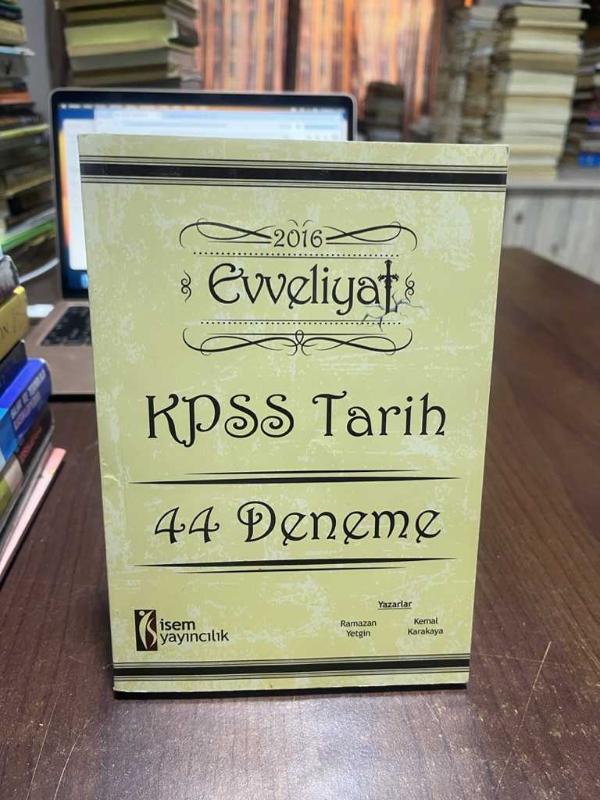 2016
Evveliyat
KPSS Tarih
44 Deneme
isem
yayıncılık
Yazarlar
Ramazan
Yetgin
Kemal
Karakaya